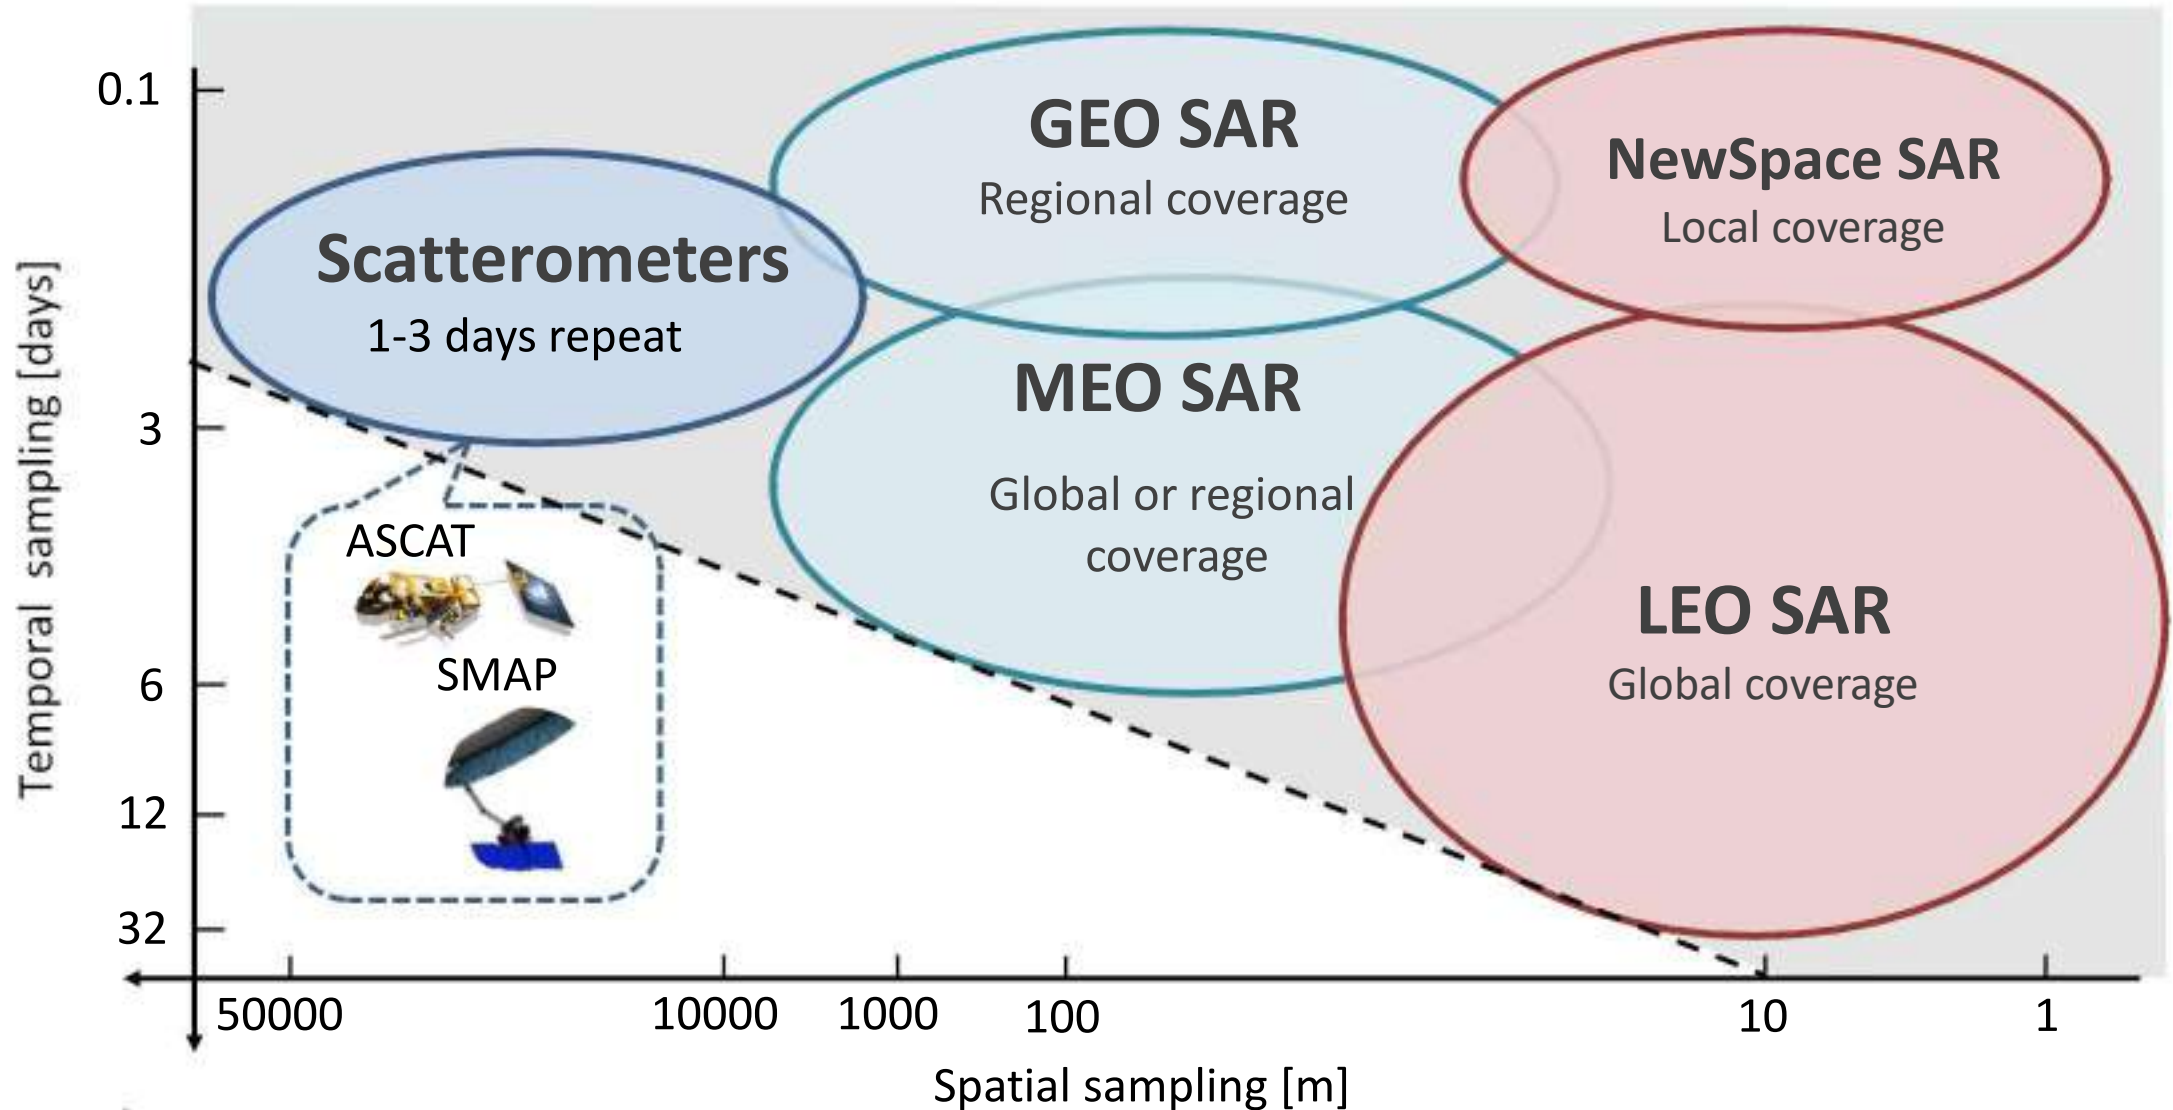 Temporal sampling [days]
0.1
3
6
12
32
GEO SAR
Regional coverage
NewSpace SAR
Local coverage
Scatterometers
1-3 days repeat
MEO SAR
Global or regional
coverage
LEO SAR
Global coverage
ASCAT
SMAP
50000
10000
1000
100
10
1
Spatial sampling [m]